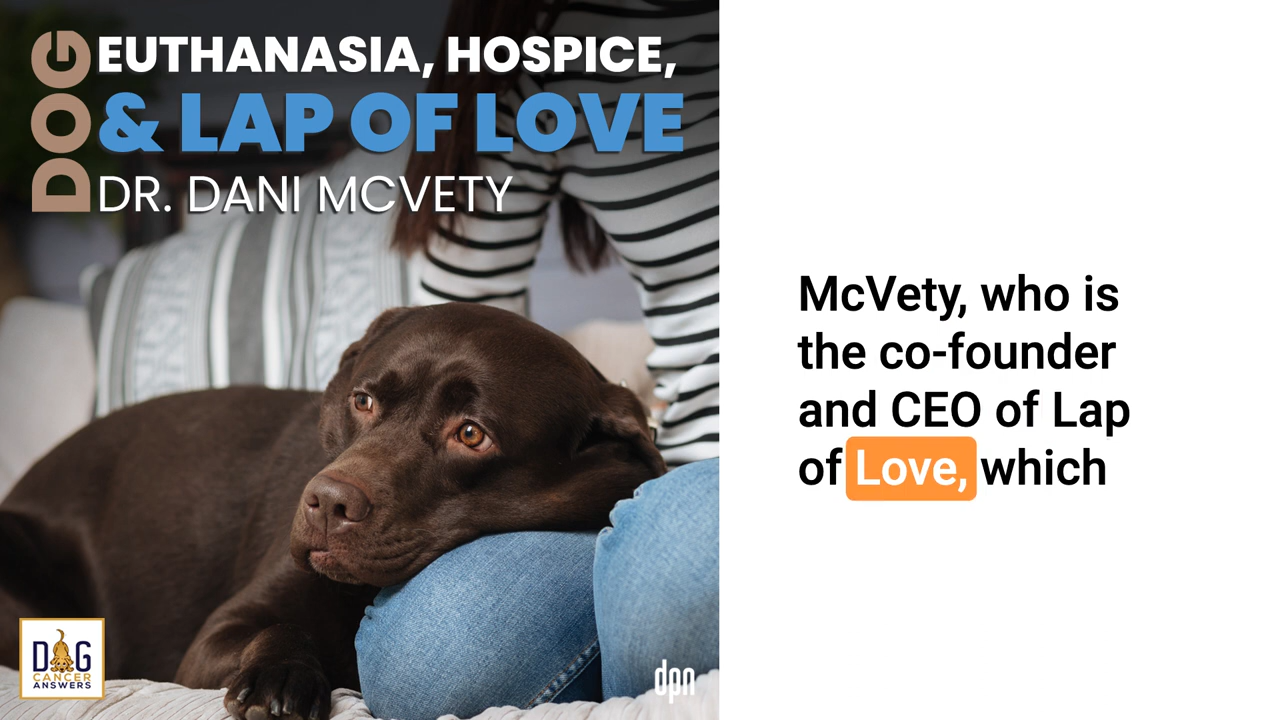 DOG
EUTHANASIA, HOSPICE,
& LAP OF LOVE
DR. DANI MCVETY
McVety, who is
the co-founder
and CEO of Lap
of Love, which
DOG
CANCER
ANSWERS
dpn